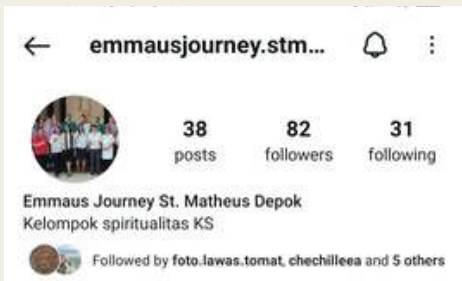 emmausjourney.stm...
38 82 31
posts followers following
Emmaus Journey St. Matheus Depok
Kelompok spiritualitas KS
Followed by foto.lawas.tomat, chechilleea and 5 others